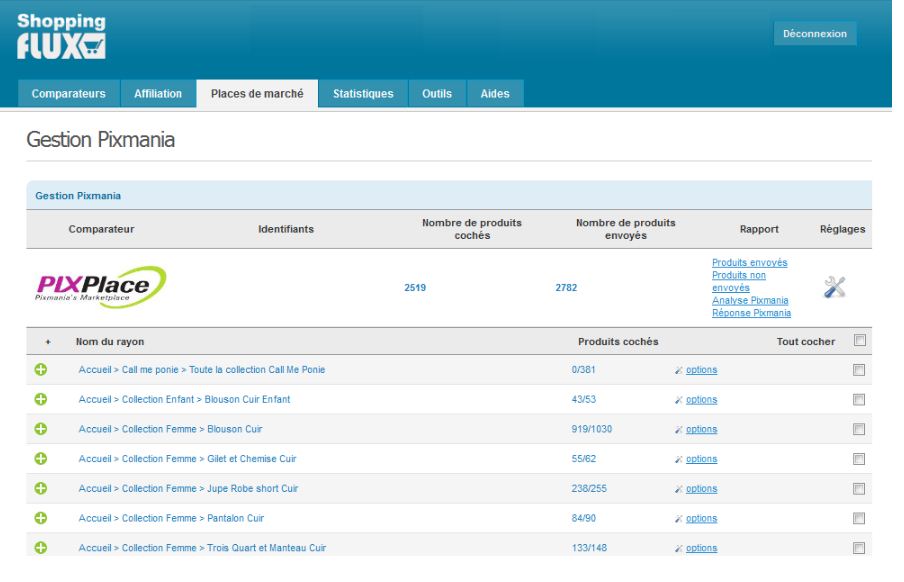 Shopping
FLUX
Déconnexion
Comparateurs Affiliation Places de marché Statistiques Outils Aides
Gestion Pixmania
Gestion Pixmania
Comparateur Identifiants Nombre de produits cochés Nombre de produits envoyés Rapport Réglages
PIXPlace
Pixmania's Marketplace
2519 2782
Produits envoyés
Produits non
envoyés
Analyse Pixmania
Réponse Pixmania
+ Nom du rayon Produits cochés Tout cocher
Accueil > Call me ponie > Toute la collection Call Me Ponie 0/381 options
Accueil > Collection Enfant > Blouson Cuir Enfant 43/53 options
Accueil > Collection Femme > Blouson Cuir 919/1030 options
Accueil > Collection Femme > Gilet et Chemise Cuir 55/62 options
Accueil > Collection Femme > Jupe Robe short Cuir 238/255 options
Accueil > Collection Femme > Pantalon Cuir 84/90 options
Accueil > Collection Femme > Trois Quart et Manteau Cuir 133/148 options